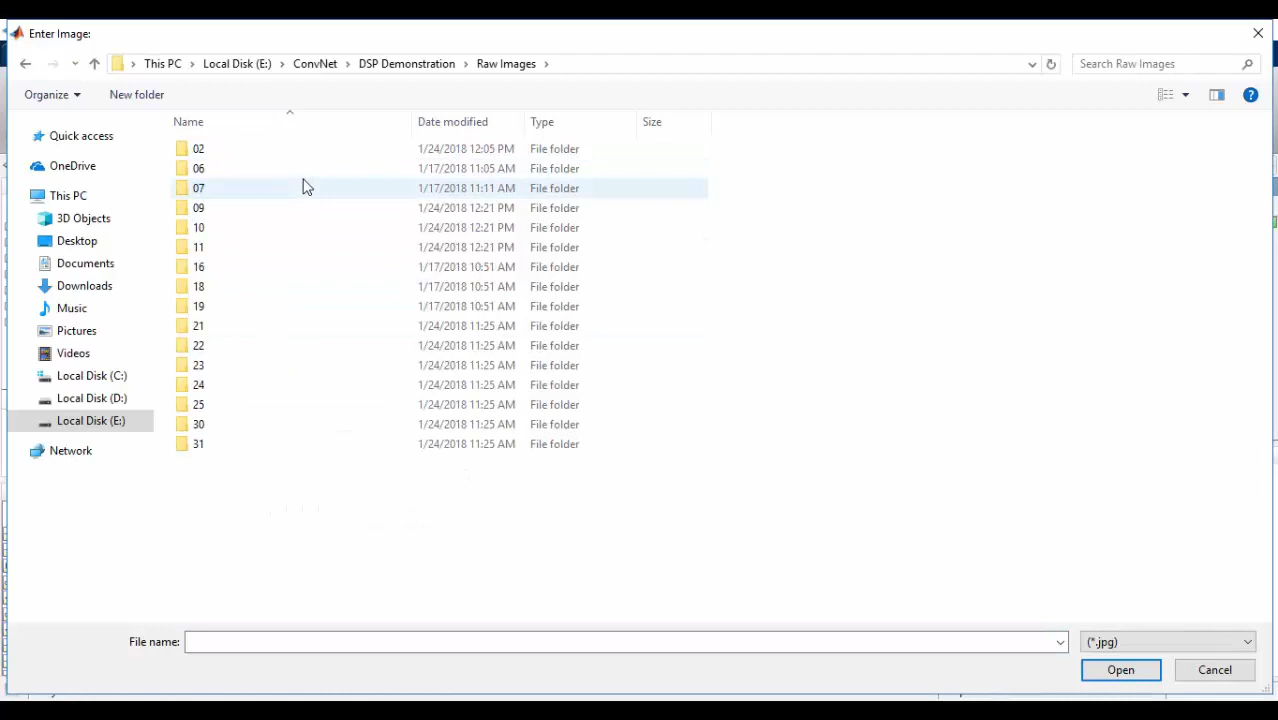 Enter Image:
This PC > Local Disk (E:) > ConvNet > DSP Demonstration > Raw Images >
Search Raw Images
Organize
New folder
Name Date modified Type Size
Quick access
OneDrive
This PC
3D Objects
Desktop
Documents
Downloads
Music
Pictures
Videos
Local Disk (C:)
Local Disk (D:)
Local Disk (E:)
Network
02 1/24/2018 12:05 PM File folder
06 1/17/2018 11:05 AM File folder
07 1/17/2018 11:11 AM File folder
09 1/24/2018 12:21 PM File folder
10 1/24/2018 12:21 PM File folder
11 1/24/2018 12:21 PM File folder
16 1/17/2018 10:51 AM File folder
18 1/17/2018 10:51 AM File folder
19 1/17/2018 10:51 AM File folder
21 1/24/2018 11:25 AM File folder
22 1/24/2018 11:25 AM File folder
23 1/24/2018 11:25 AM File folder
24 1/24/2018 11:25 AM File folder
25 1/24/2018 11:25 AM File folder
30 1/24/2018 11:25 AM File folder
31 1/24/2018 11:25 AM File folder
File name:
(*.jpg)
Open
Cancel